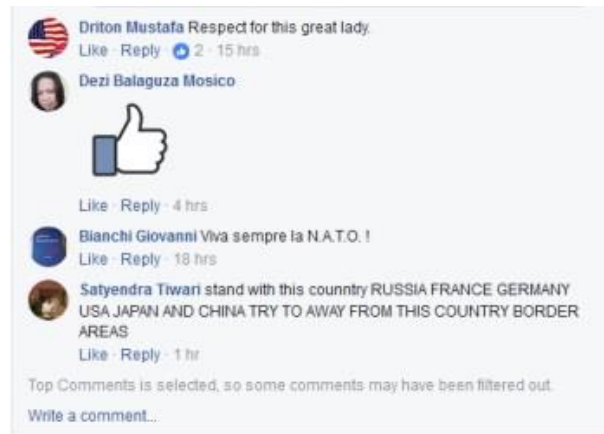 Driton Mustafa Respect for this great lady.
Like · Reply · 2 · 15 hrs
Dezi Balaguza Mosico
Like · Reply · 4 hrs
Bianchi Giovanni Viva sempre la N.A.T.O. !
Like · Reply · 18 hrs
Satyendra Tiwari stand with this counntry RUSSIA FRANCE GERMANY
USA JAPAN AND CHINA TRY TO AWAY FROM THIS COUNTRY BORDER
AREAS
Like · Reply · 1 hr
Top Comments is selected, so some comments may have been filtered out.
Write a comment...